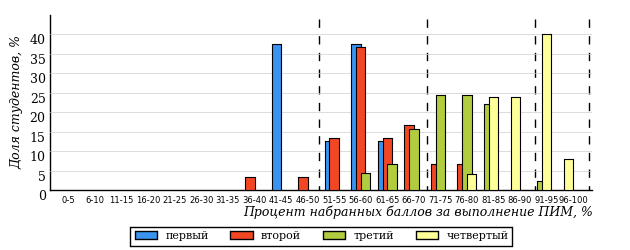 Доля студентов, %
40
35
30
25
20
15
10
5
0
0-5 6-10 11-15 16-20 21-25 26-30 31-35 36-40 41-45 46-50 51-55 56-60 61-65 66-70 71-75 76-80 81-85 86-90 91-95 96-100
Процент набранных баллов за выполнение ПИМ, %
первый второй третий четвертый